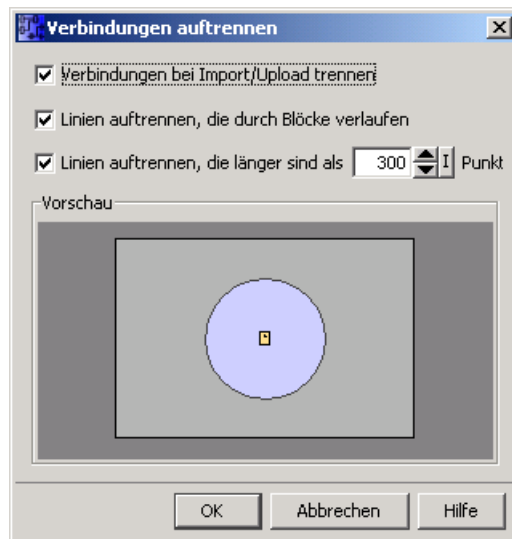 Verbindungen auftrennen
Verbindungen bei Import/Upload trennen
Linien auftrennen, die durch Blöcke verlaufen
Linien auftrennen, die länger sind als 300 I Punkt
Vorschau
OK Abbrechen Hilfe